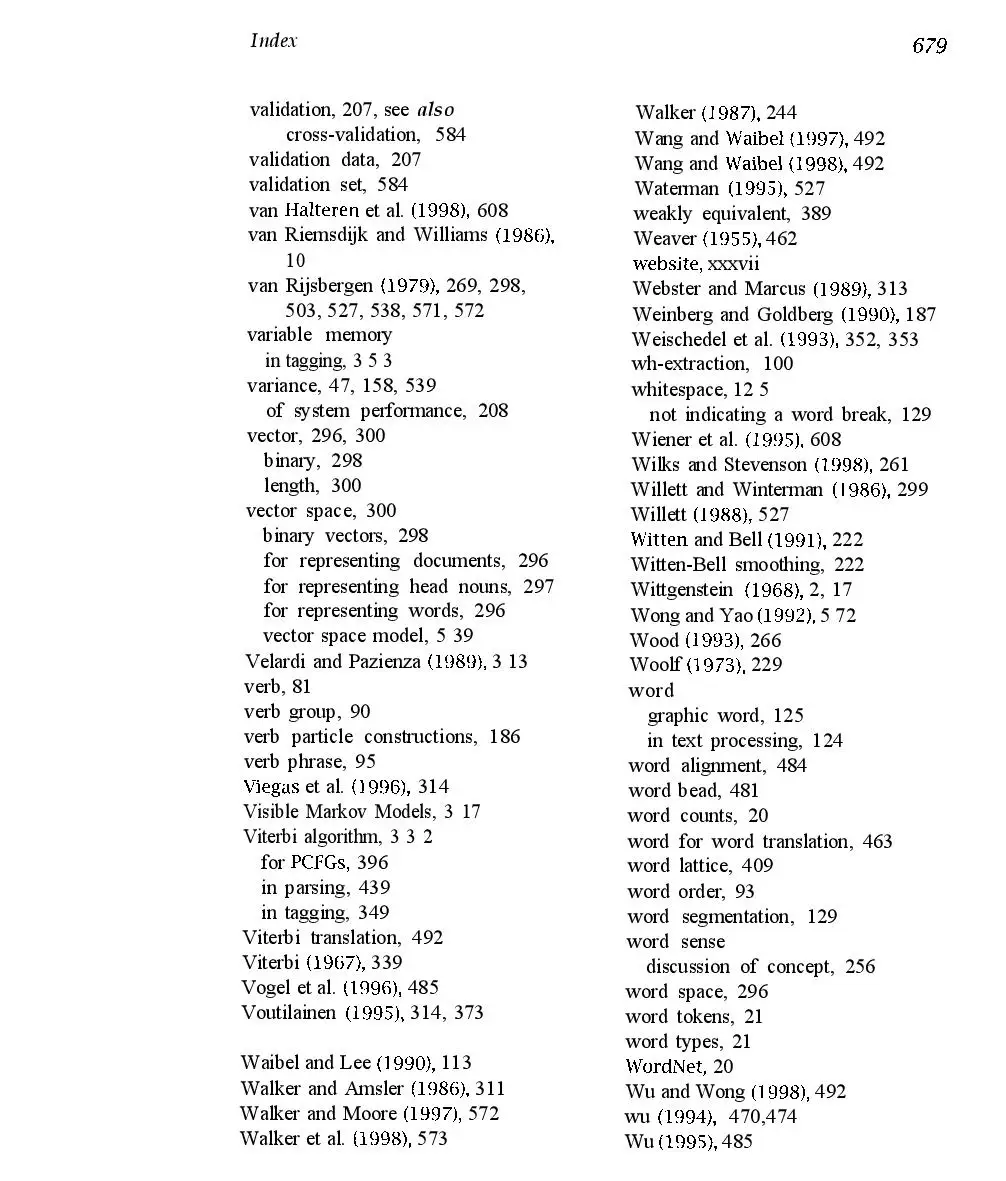 Index
679
validation, 207, see also
cross-validation, 584
validation data, 207
validation set, 584
van Halteren et al. (1998), 608
van Riemsdijk and Williams (1986),
10
van Rijsbergen (1979), 269, 298,
503, 527, 538, 571, 572
variable memory
in tagging, 3 5 3
variance, 47, 158, 539
of system performance, 208
vector, 296, 300
binary, 298
length, 300
vector space, 300
binary vectors, 298
for representing documents, 296
for representing head nouns, 297
for representing words, 296
vector space model, 5 39
Velardi and Pazienza (1989), 3 13
verb, 81
verb group, 90
verb particle constructions, 186
verb phrase, 95
Viegas et al. (1996), 314
Visible Markov Models, 3 17
Viterbi algorithm, 3 3 2
for PCFGs, 396
in parsing, 439
in tagging, 349
Viterbi translation, 492
Viterbi (1967), 339
Vogel et al. (1996), 485
Voutilainen (1995), 314, 373
Waibel and Lee (1990), 113
Walker and Amsler (1986), 311
Walker and Moore (1997), 572
Walker et al. (1998), 573
Walker (1987), 244
Wang and Waibel (1997), 492
Wang and Waibel (1998), 492
Waterman (1995), 527
weakly equivalent, 389
Weaver (1955), 462
website, xxxvii
Webster and Marcus (1989), 313
Weinberg and Goldberg (1990), 187
Weischedel et al. (1993), 352, 353
wh-extraction, 100
whitespace, 12 5
not indicating a word break, 129
Wiener et al. (1995), 608
Wilks and Stevenson (1998), 261
Willett and Winterman (1986), 299
Willett (1988), 527
Witten and Bell (1991), 222
Witten-Bell smoothing, 222
Wittgenstein (1968), 2, 17
Wong and Yao (1992), 5 72
Wood (1993), 266
Woolf (1973), 229
word
graphic word, 125
in text processing, 124
word alignment, 484
word bead, 481
word counts, 20
word for word translation, 463
word lattice, 409
word order, 93
word segmentation, 129
word sense
discussion of concept, 256
word space, 296
word tokens, 21
word types, 21
WordNet, 20
Wu and Wong (1998), 492
wu (1994), 470,474
Wu (1995), 485